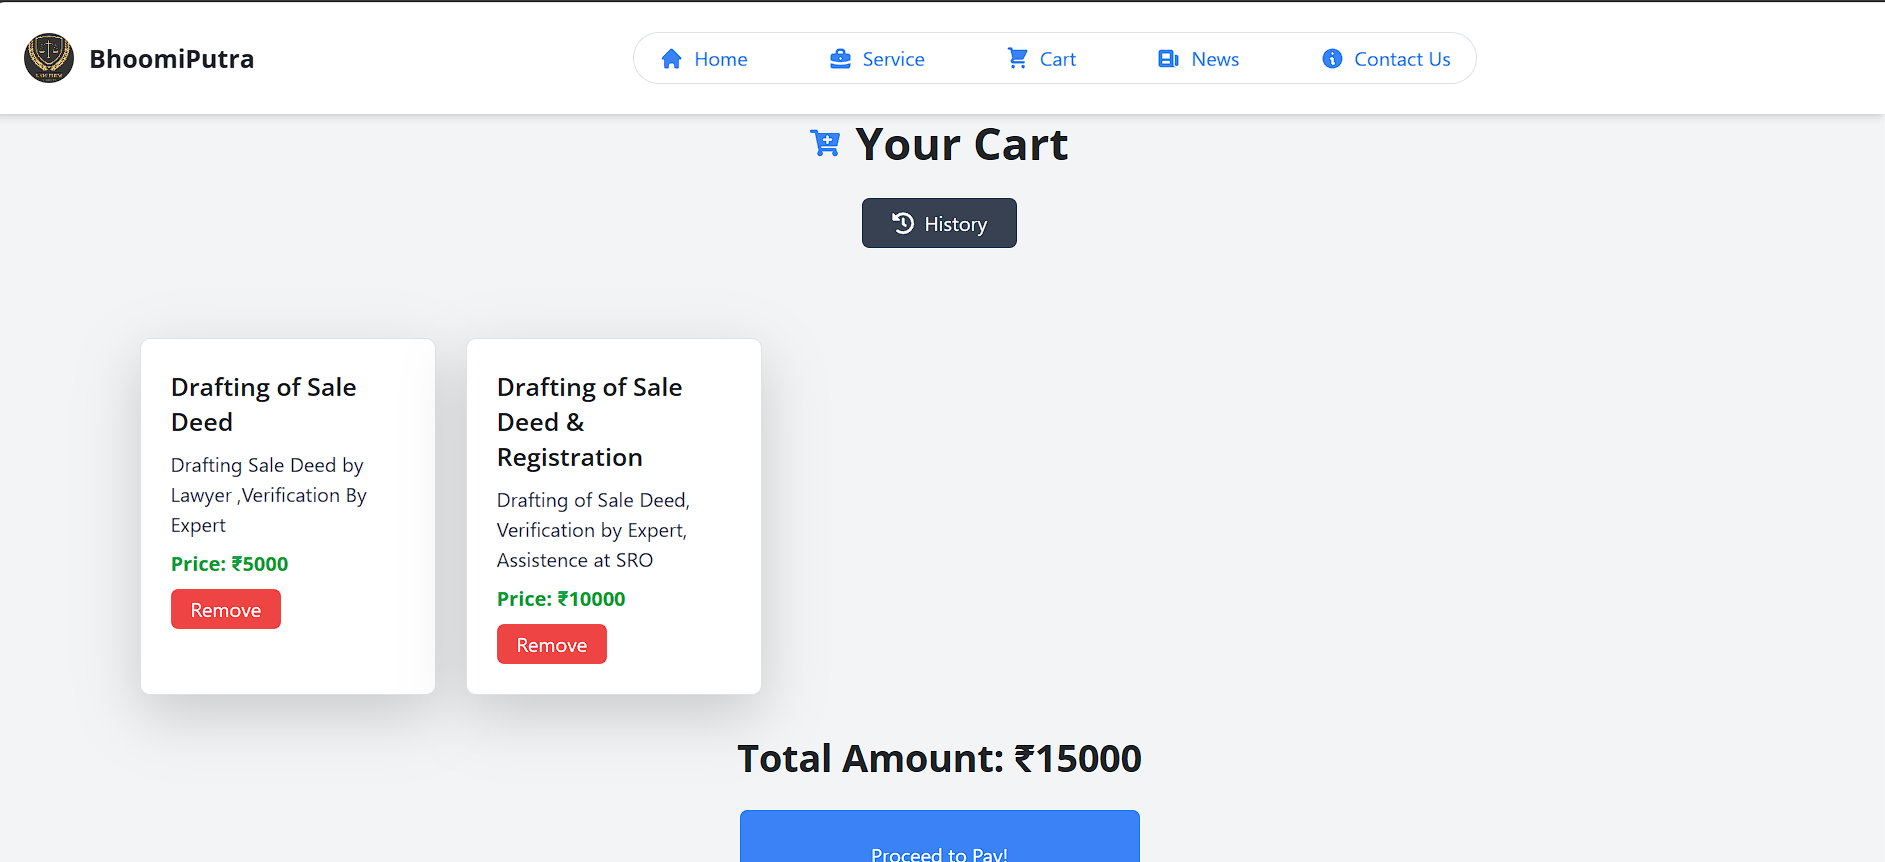 BhoomiPutra
Home Service Cart News Contact Us
Your Cart
History
Drafting of Sale
Deed
Drafting Sale Deed by
Lawyer ,Verification By
Expert
Price: ₹5000
Remove
Drafting of Sale
Deed &
Registration
Drafting of Sale Deed,
Verification by Expert,
Assistence at SRO
Price: ₹10000
Remove
Total Amount: ₹15000
Proceed to Pay!